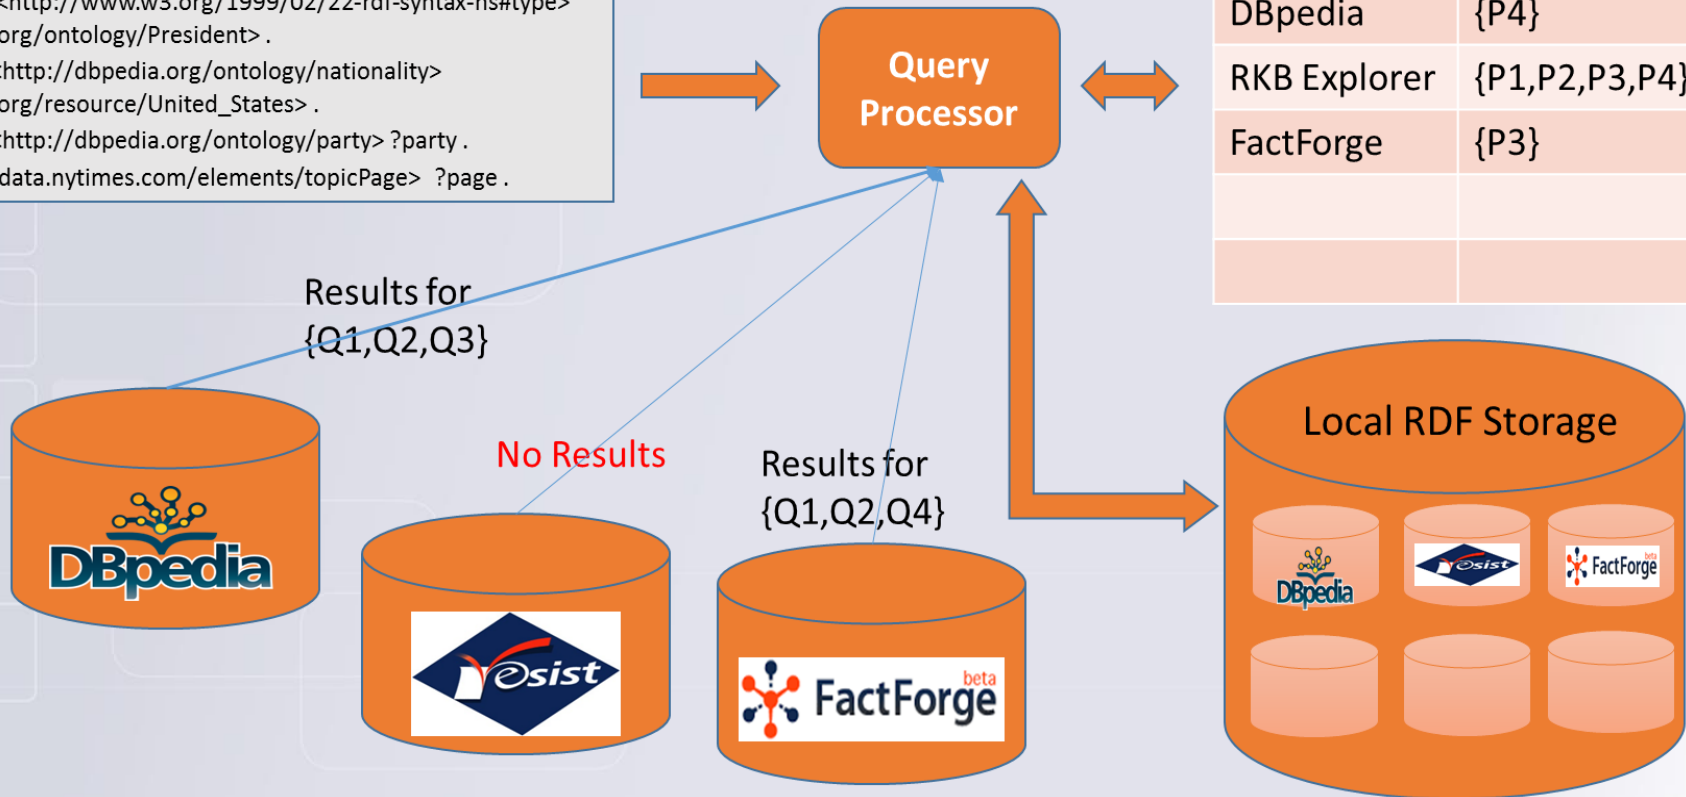 <http://www.w3.org/1999/02/22-rdf-syntax-ns#type>
org/ontology/President> .
<http://dbpedia.org/ontology/nationality>
org/resource/United_States> .
<http://dbpedia.org/ontology/party> ?party .
data.nytimes.com/elements/topicPage> ?page .
Query
Processor
DBpedia {P4}
RKB Explorer {P1,P2,P3,P4}
FactForge {P3}
Results for
{Q1,Q2,Q3}
No Results
Results for
{Q1,Q2,Q4}
Local RDF Storage
DBpedia
resist
FactForge
beta
DBpedia
resist
FactForge
beta